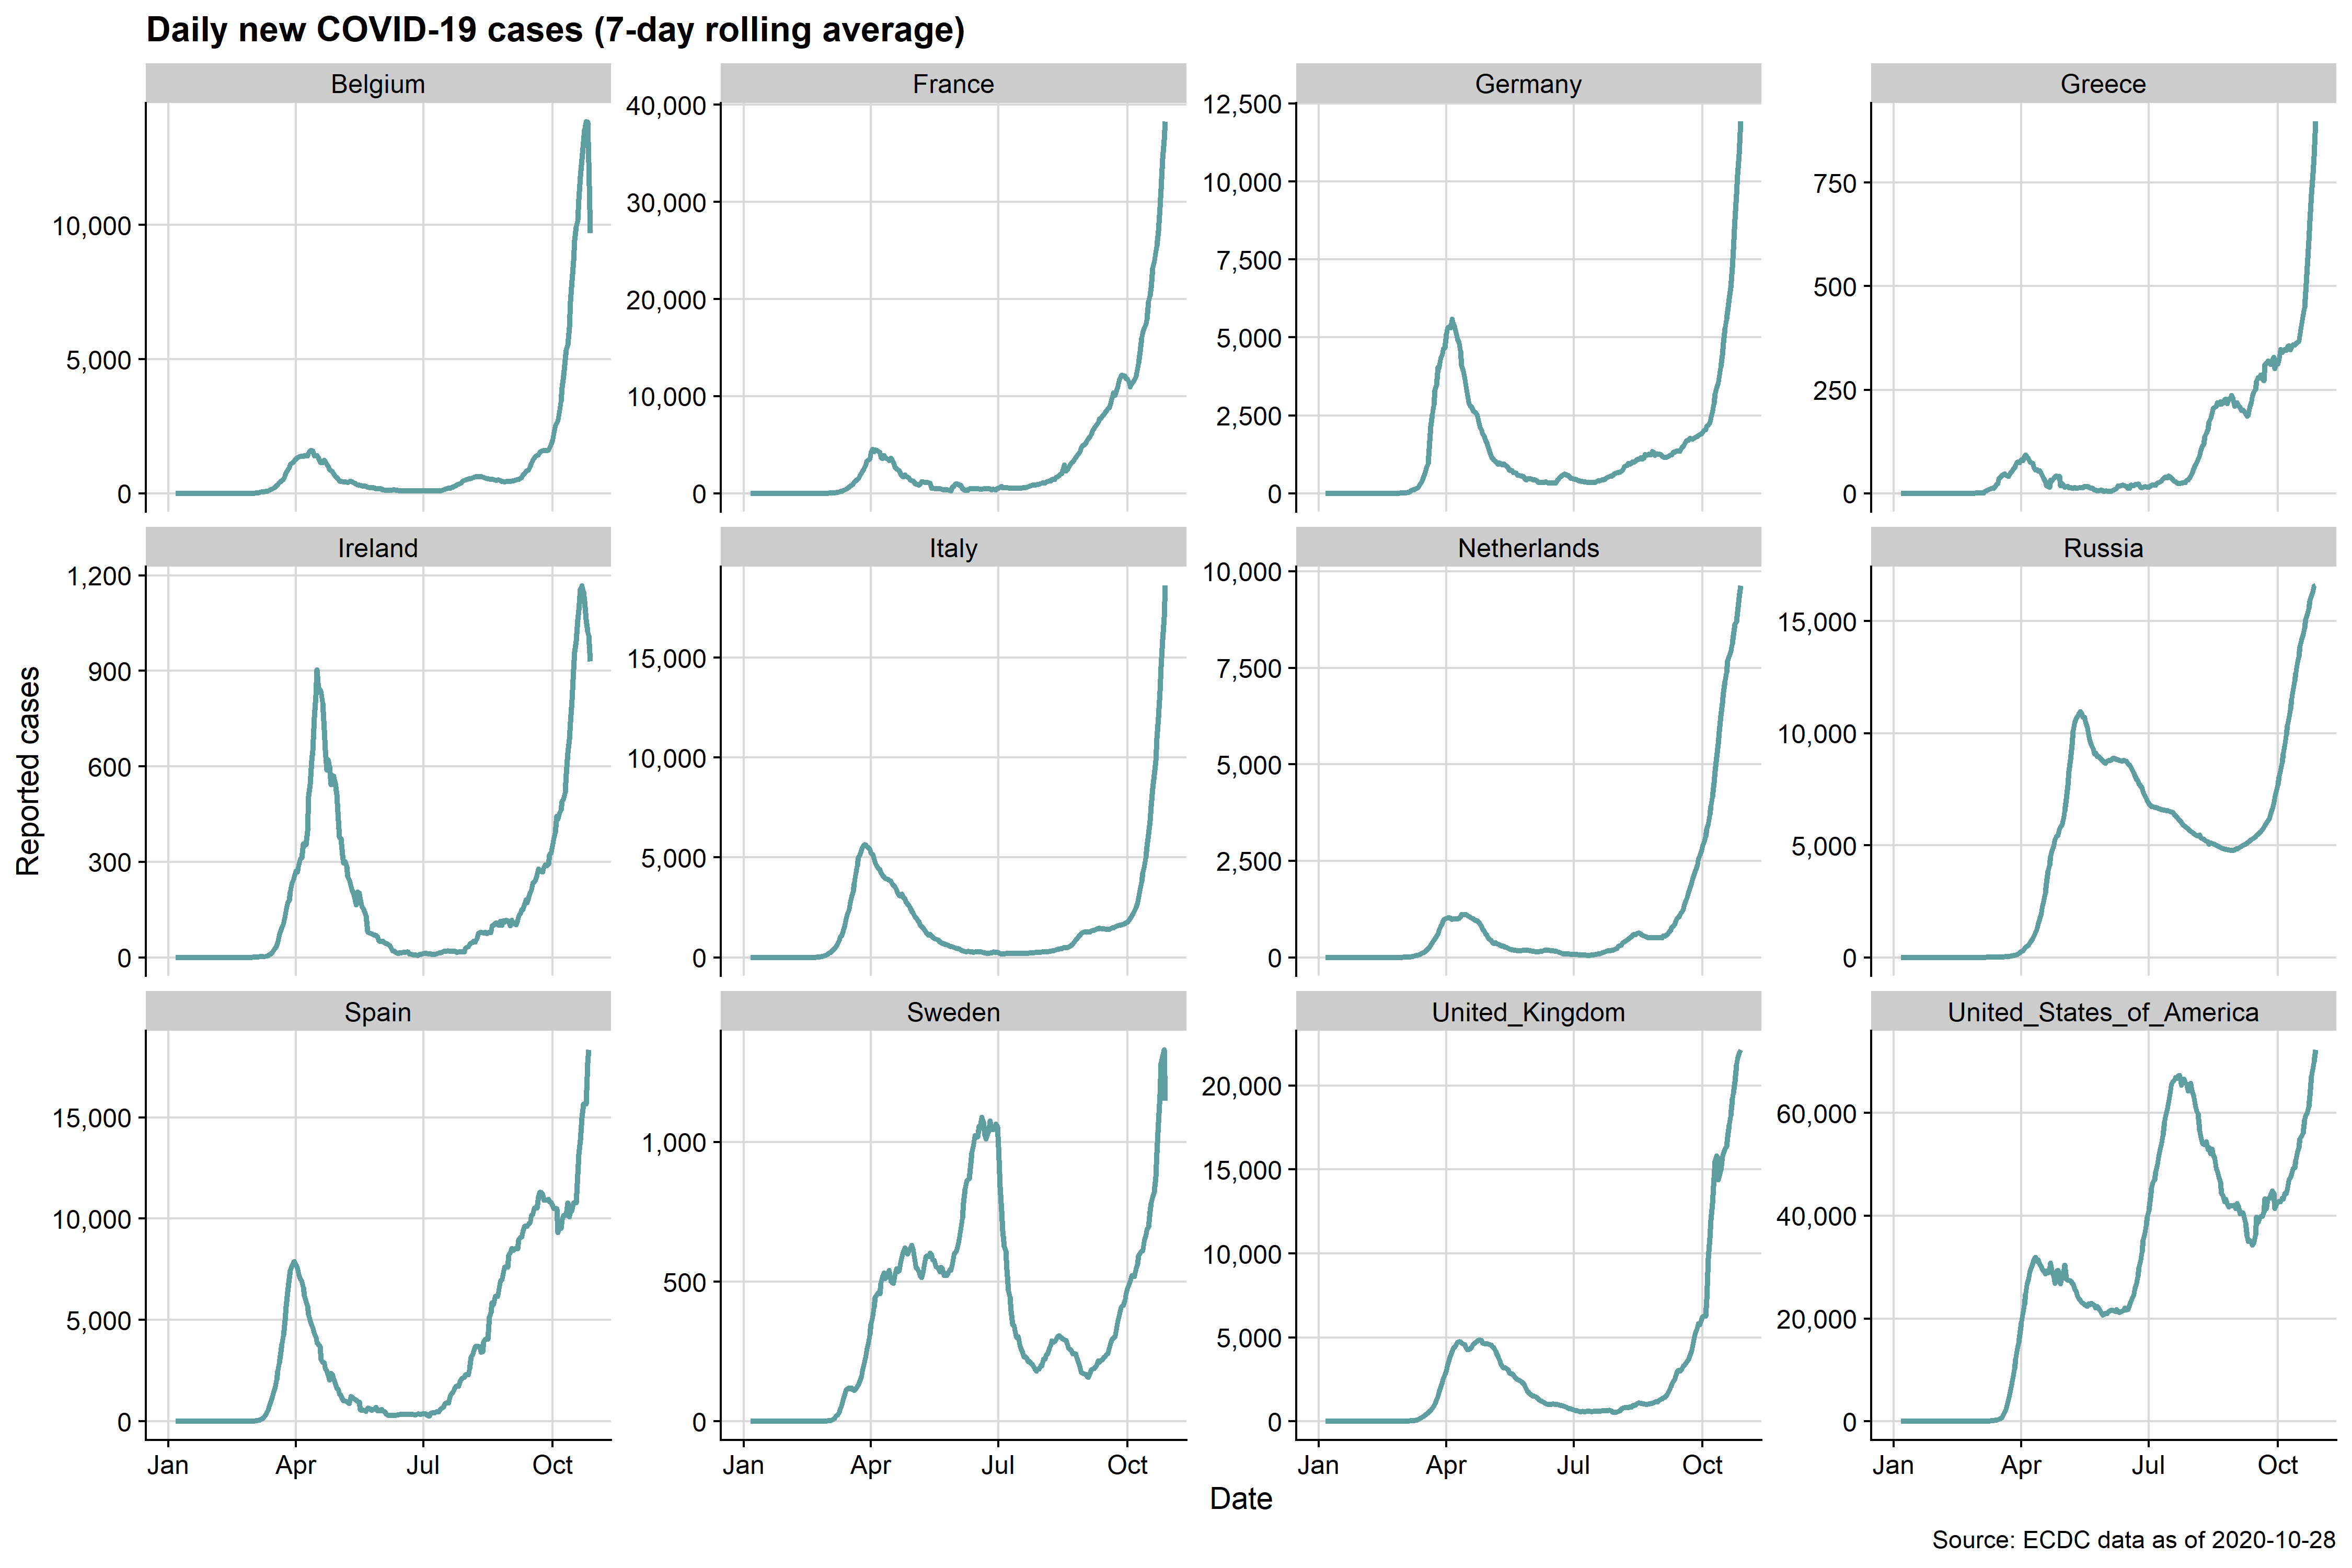 Daily new COVID-19 cases (7-day rolling average)
Belgium
France
Germany
Greece
10,000
5,000
0
40,000
30,000
20,000
10,000
0
12,500
10,000
7,500
5,000
2,500
0
750
500
250
0
Ireland
Italy
Netherlands
Russia
1,200
900
600
300
0
15,000
10,000
5,000
0
10,000
7,500
5,000
2,500
0
15,000
10,000
5,000
0
Reported cases
Spain
Sweden
United_Kingdom
United_States_of_America
15,000
10,000
5,000
0
1,000
500
0
20,000
15,000
10,000
5,000
0
60,000
40,000
20,000
0
Jan Apr Jul Oct
Jan Apr Jul Oct
Jan Apr Jul Oct
Jan Apr Jul Oct
Date
Source: ECDC data as of 2020-10-28